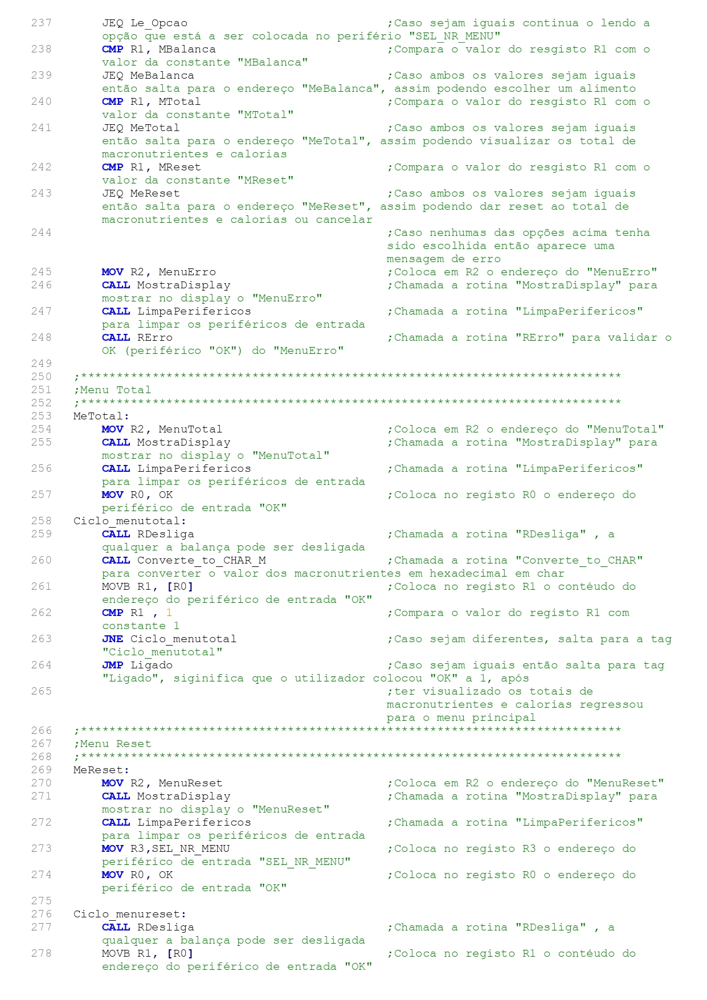 237 JEQ Le_Opcao ;Caso sejam iguais continua o lendo a
opção que está a ser colocada no perifério "SEL_NR_MENU"
238 CMP R1, MBalanca ;Compara o valor do resgisto R1 com o
valor da constante "MBalanca"
239 JEQ MeBalanca ;Caso ambos os valores sejam iguais
então salta para o endereço "MeBalanca", assim podendo escolher um alimento
240 CMP R1, MTotal ;Compara o valor do resgisto R1 com o
valor da constante "MTotal"
241 JEQ MeTotal ;Caso ambos os valores sejam iguais
então salta para o endereço "MeTotal", assim podendo visualizar os total de
macronutrientes e calorias
242 CMP R1, MReset ;Compara o valor do resgisto R1 com o
valor da constante "MReset"
243 JEQ MeReset ;Caso ambos os valores sejam iguais
então salta para o endereço "MeReset", assim podendo dar reset ao total de
macronutrientes e calorias ou cancelar
244 ;Caso nenhumas das opções acima tenha
sido escolhida então aparece uma
mensagem de erro
245 MOV R2, MenuErro ;Coloca em R2 o endereço do "MenuErro"
246 CALL MostraDisplay ;Chamada a rotina "MostraDisplay" para
mostrar no display o "MenuErro"
247 CALL LimpaPerifericos ;Chamada a rotina "LimpaPerifericos"
para limpar os periféricos de entrada
248 CALL RErro ;Chamada a rotina "RErro" para validar o
OK (periférico "OK") do "MenuErro"
249
250 ;****************************************************************************
251 ;Menu Total
252 ;****************************************************************************
253 MeTotal:
254 MOV R2, MenuTotal ;Coloca em R2 o endereço do "MenuTotal"
255 CALL MostraDisplay ;Chamada a rotina "MostraDisplay" para
mostrar no display o "MenuTotal"
256 CALL LimpaPerifericos ;Chamada a rotina "LimpaPerifericos"
para limpar os periféricos de entrada
257 MOV R0, OK ;Coloca no registo R0 o endereço do
periférico de entrada "OK"
258 Ciclo_menutotal:
259 CALL RDesliga ;Chamada a rotina "RDesliga" , a
qualquer a balança pode ser desligada
260 CALL Converte_to_CHAR_M ;Chamada a rotina "Converte_to_CHAR"
para converter o valor dos macronutrientes em hexadecimal em char
261 MOVB R1, [R0] ;Coloca no registo R1 o contéudo do
endereço do periférico de entrada "OK"
262 CMP R1 , 1 ;Compara o valor do registo R1 com
constante 1
263 JNE Ciclo_menutotal ;Caso sejam diferentes, salta para a tag
"Ciclo_menutotal"
264 JMP Ligado ;Caso sejam iguais então salta para tag
"Ligado", siginifica que o utilizador colocou "OK" a 1, após
265 ;ter visualizado os totais de
macronutrientes e calorias regressou
para o menu principal
266 ;****************************************************************************
267 ;Menu Reset
268 ;****************************************************************************
269 MeReset:
270 MOV R2, MenuReset ;Coloca em R2 o endereço do "MenuReset"
271 CALL MostraDisplay ;Chamada a rotina "MostraDisplay" para
mostrar no display o "MenuReset"
272 CALL LimpaPerifericos ;Chamada a rotina "LimpaPerifericos"
para limpar os periféricos de entrada
273 MOV R3,SEL_NR_MENU ;Coloca no registo R3 o endereço do
periférico de entrada "SEL_NR_MENU"
274 MOV R0, OK ;Coloca no registo R0 o endereço do
periférico de entrada "OK"
275
276 Ciclo_menureset:
277 CALL RDesliga ;Chamada a rotina "RDesliga" , a
qualquer a balança pode ser desligada
278 MOVB R1, [R0] ;Coloca no registo R1 o contéudo do
endereço do periférico de entrada "OK"